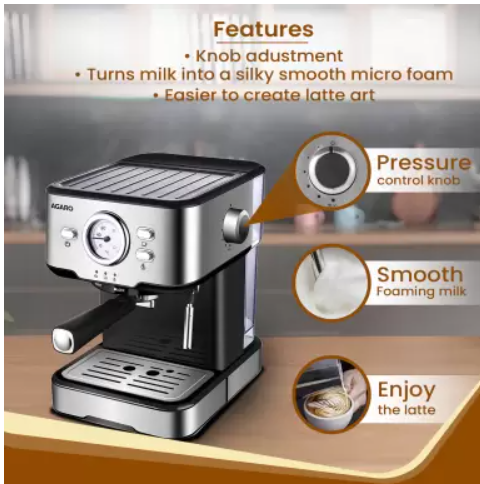 Features
• Knob adustment
• Turns milk into a silky smooth micro foam
• Easier to create latte art
Pressure
control knob
AGARO
Smooth
Foaming milk
Enjoy
the latte